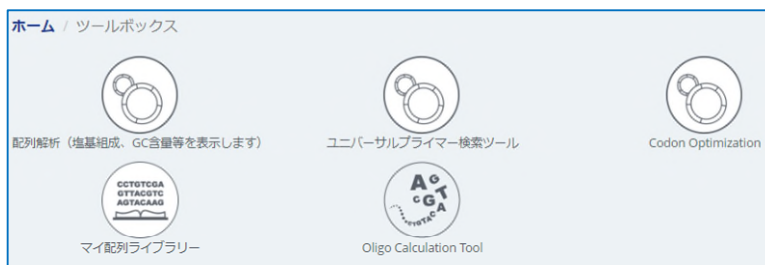 ホーム / ツールボックス
配列解析（塩基組成、GC含量等を表示します）
ユニバーサルプライマー検索ツール
Codon Optimization
CCTGTCGA
GTTACGTC
AGTACAAG
マイ配列ライブラリー
Oligo Calculation Tool